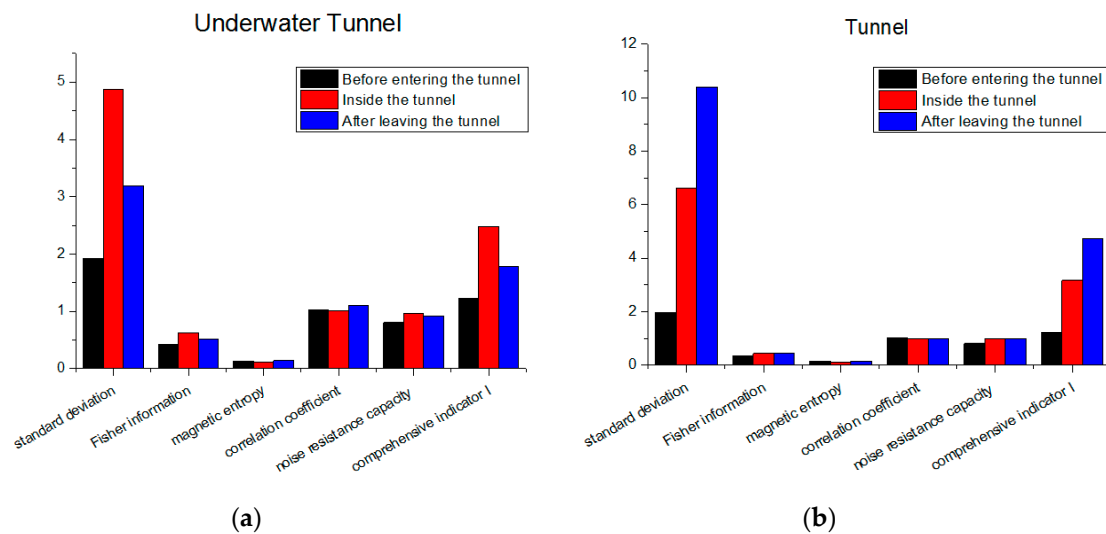 Underwater Tunnel
5
4
3
2
1
0
Before entering the tunnel
Inside the tunnel
After leaving the tunnel
standard deviation
Fisher information
magnetic entropy
correlation coefficient
noise resistance capacity
comprehensive indicator I
(a)
Tunnel
12
10
8
6
4
2
0
Before entering the tunnel
Inside the tunnel
After leaving the tunnel
standard deviation
Fisher information
magnetic entropy
correlation coefficient
noise resistance capacity
comprehensive indicator I
(b)